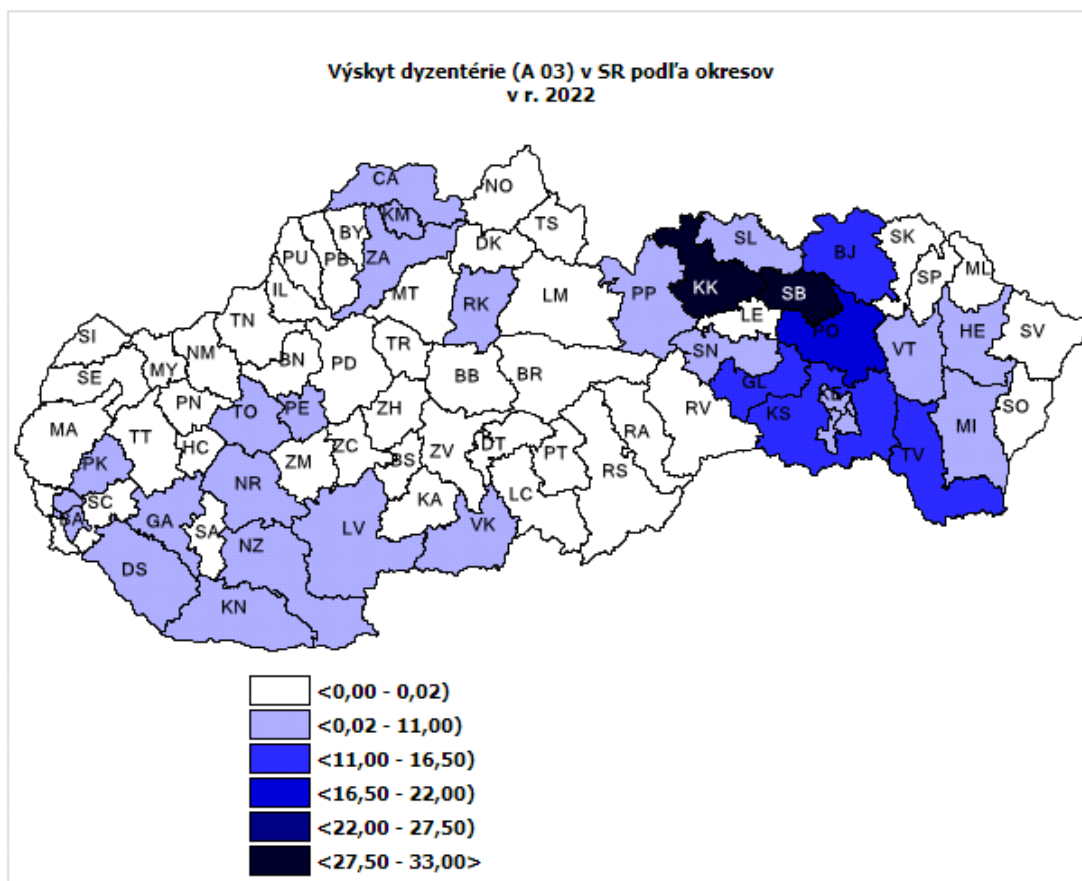 Výskyt dyzentérie (A 03) v SR podľa okresov
v r. 2022
CA
NO
KM
TS
BY
DK
PU
PB
ZA
SL
BJ
SK
ML
SP
IL
MT
RK
LM
PP
KK
SB
HE
SV
TN
LE
PO
VT
SI
NM
TR
SN
MY
BN
PD
BB
BR
SE
GL
KE
SO
PN
TO
PE
ZH
RV
KS
MI
MA
TT
HC
ZC
ZV
DT
PT
RA
TV
PK
ZM
BS
RS
SC
NR
KA
LC
BA
GA
SA
LV
VK
NZ
DS
KN
<0,00 - 0,02)
<0,02 - 11,00)
<11,00 - 16,50)
<16,50 - 22,00)
<22,00 - 27,50)
<27,50 - 33,00>